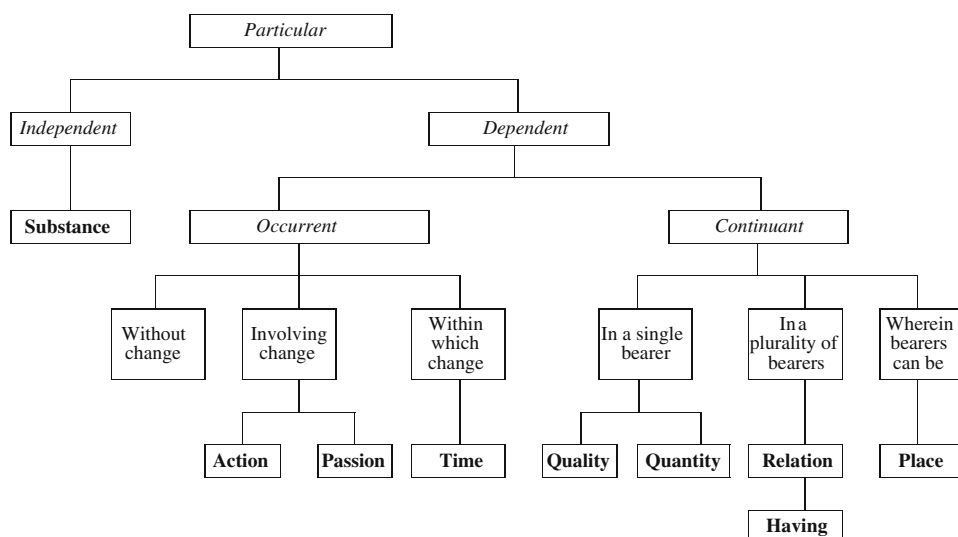 Particular
Independent
Dependent
Substance
Occurrent
Continuant
Without
change
Involving
change
Within
which
change
In a single
bearer
In a
plurality of
bearers
Wherein
bearers
can be
Action
Passion
Time
Quality
Quantity
Relation
Place
Having